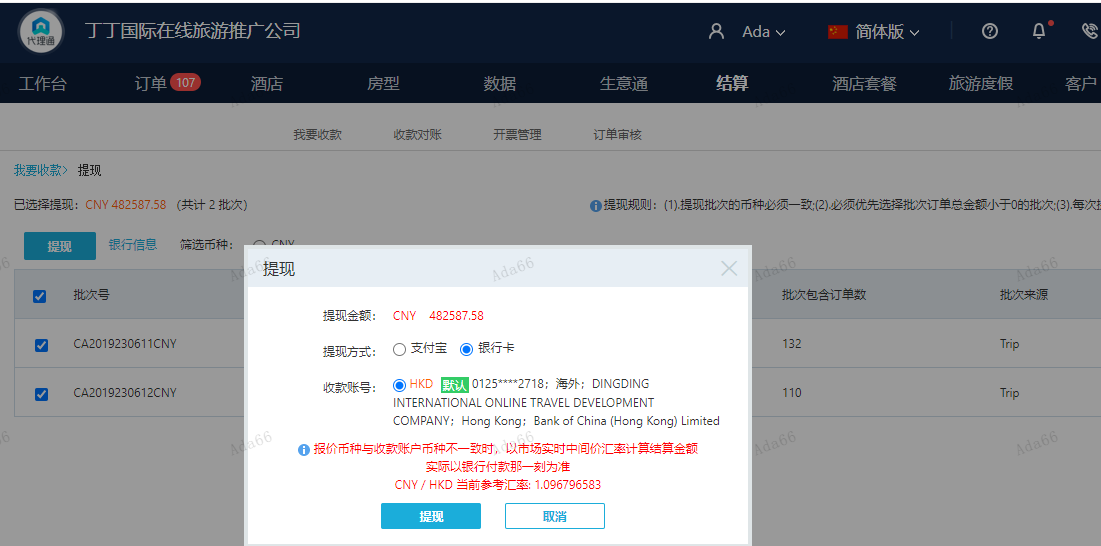 代理通
丁丁国际在线旅游推广公司
Ada
简体版
工作台
订单 107
酒店
房型
数据
生意通
结算
酒店套餐
旅游度假
客户
我要收款
收款对账
开票管理
订单审核
我要收款> 提现
已选择提现: CNY 482587.58 (共计 2 批次)
提现规则: (1).提现批次的币种必须一致;(2).必须优先选择批次订单总金额小于0的批次;(3).每次
提现
银行信息
筛选币种:
CNY
批次号
批次包含订单数
批次来源
CA2019230611CNY
132
Trip
CA2019230612CNY
110
Trip
提现
提现金额: CNY 482587.58
提现方式: 支付宝 银行卡
收款账号: HKD 默认 0125****2718; 海外; DINGDING
INTERNATIONAL ONLINE TRAVEL DEVELOPMENT
COMPANY; Hong Kong; Bank of China (Hong Kong) Limited
报价币种与收款账户币种不一致时, 以市场实时中间价汇率计算结算金额
实际以银行付款那一刻为准
CNY / HKD 当前参考汇率: 1.096796583
提现
取消
Ada66
Ada66
Ada66
Ada66
Ada66
Ada66
Ada66